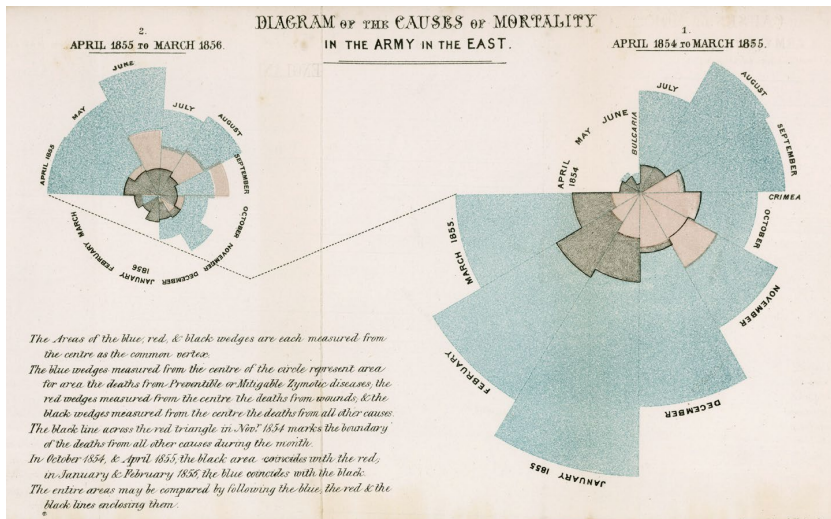 DIAGRAM OF THE CAUSES OF MORTALITY
IN THE ARMY IN THE EAST.
2.
APRIL 1855 TO MARCH 1856.
1.
APRIL 1854 TO MARCH 1855.
APRIL 1855
MAY
JUNE
JULY
AUGUST
SEPTEMBER
OCTOBER
NOVEMBER
DECEMBER
JANUARY
1856
FEBRUARY
MARCH
APRIL
1854
MAY
JUNE
BULGARIA
JULY
AUGUST
SEPTEMBER
CRIMEA
OCTOBER
NOVEMBER
DECEMBER
JANUARY 1855
FEBRUARY
MARCH 1855
The Areas of the blue, red, & black wedges are each measured from
the centre as the common vertex.
The blue wedges measured from the centre of the circle represent area
for area the deaths from Preventible or Mitigable Zymotic diseases, the
red wedges measured from the centre the deaths from wounds, & the
black wedges measured from the centre the deaths from all other causes.
The black line across the red triangle in Nov.r 1854 marks the boundary
of the deaths from all other causes during the month.
In October 1854, & April 1855, the black area coincides with the red;
in January & February 1855, the blue coincides with the black.
The entire areas may be compared by following the blue, the red & the
black lines enclosing them.